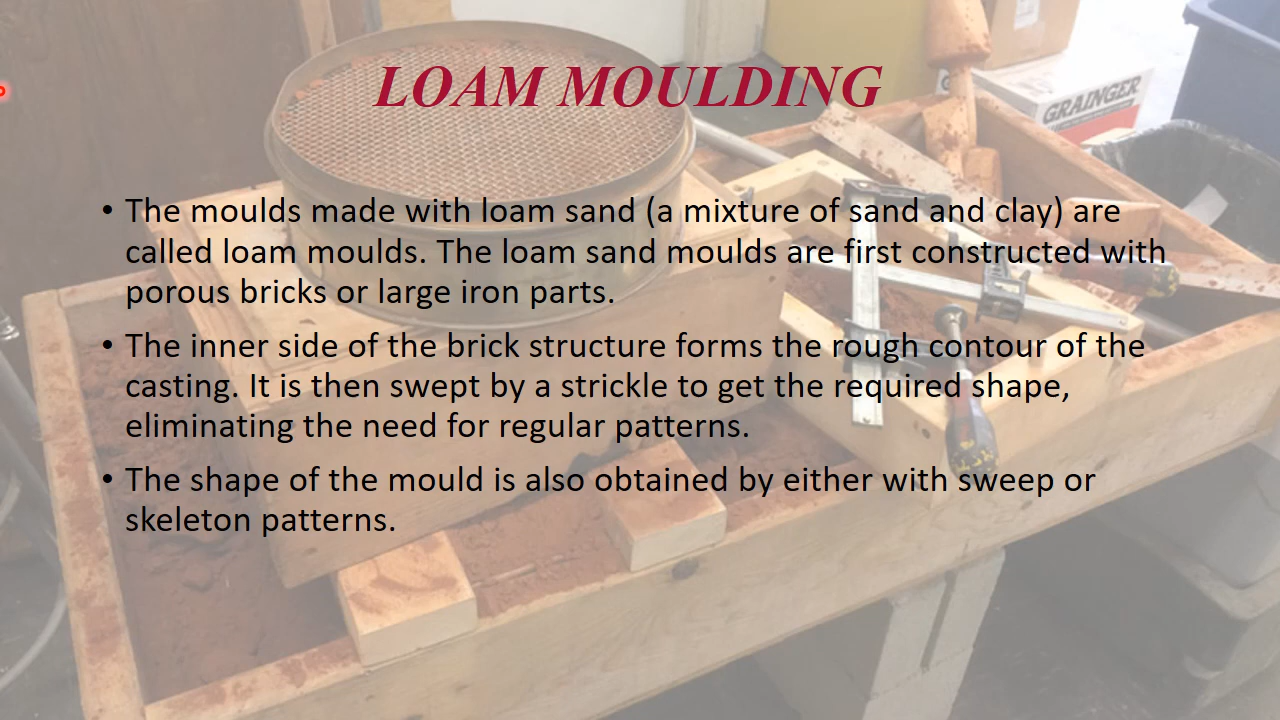 LOAM MOULDING
GRAINGER
• The moulds made with loam sand (a mixture of sand and clay) are
called loam moulds. The loam sand moulds are first constructed with
porous bricks or large iron parts.
• The inner side of the brick structure forms the rough contour of the
casting. It is then swept by a strickle to get the required shape,
eliminating the need for regular patterns.
• The shape of the mould is also obtained by either with sweep or
skeleton patterns.